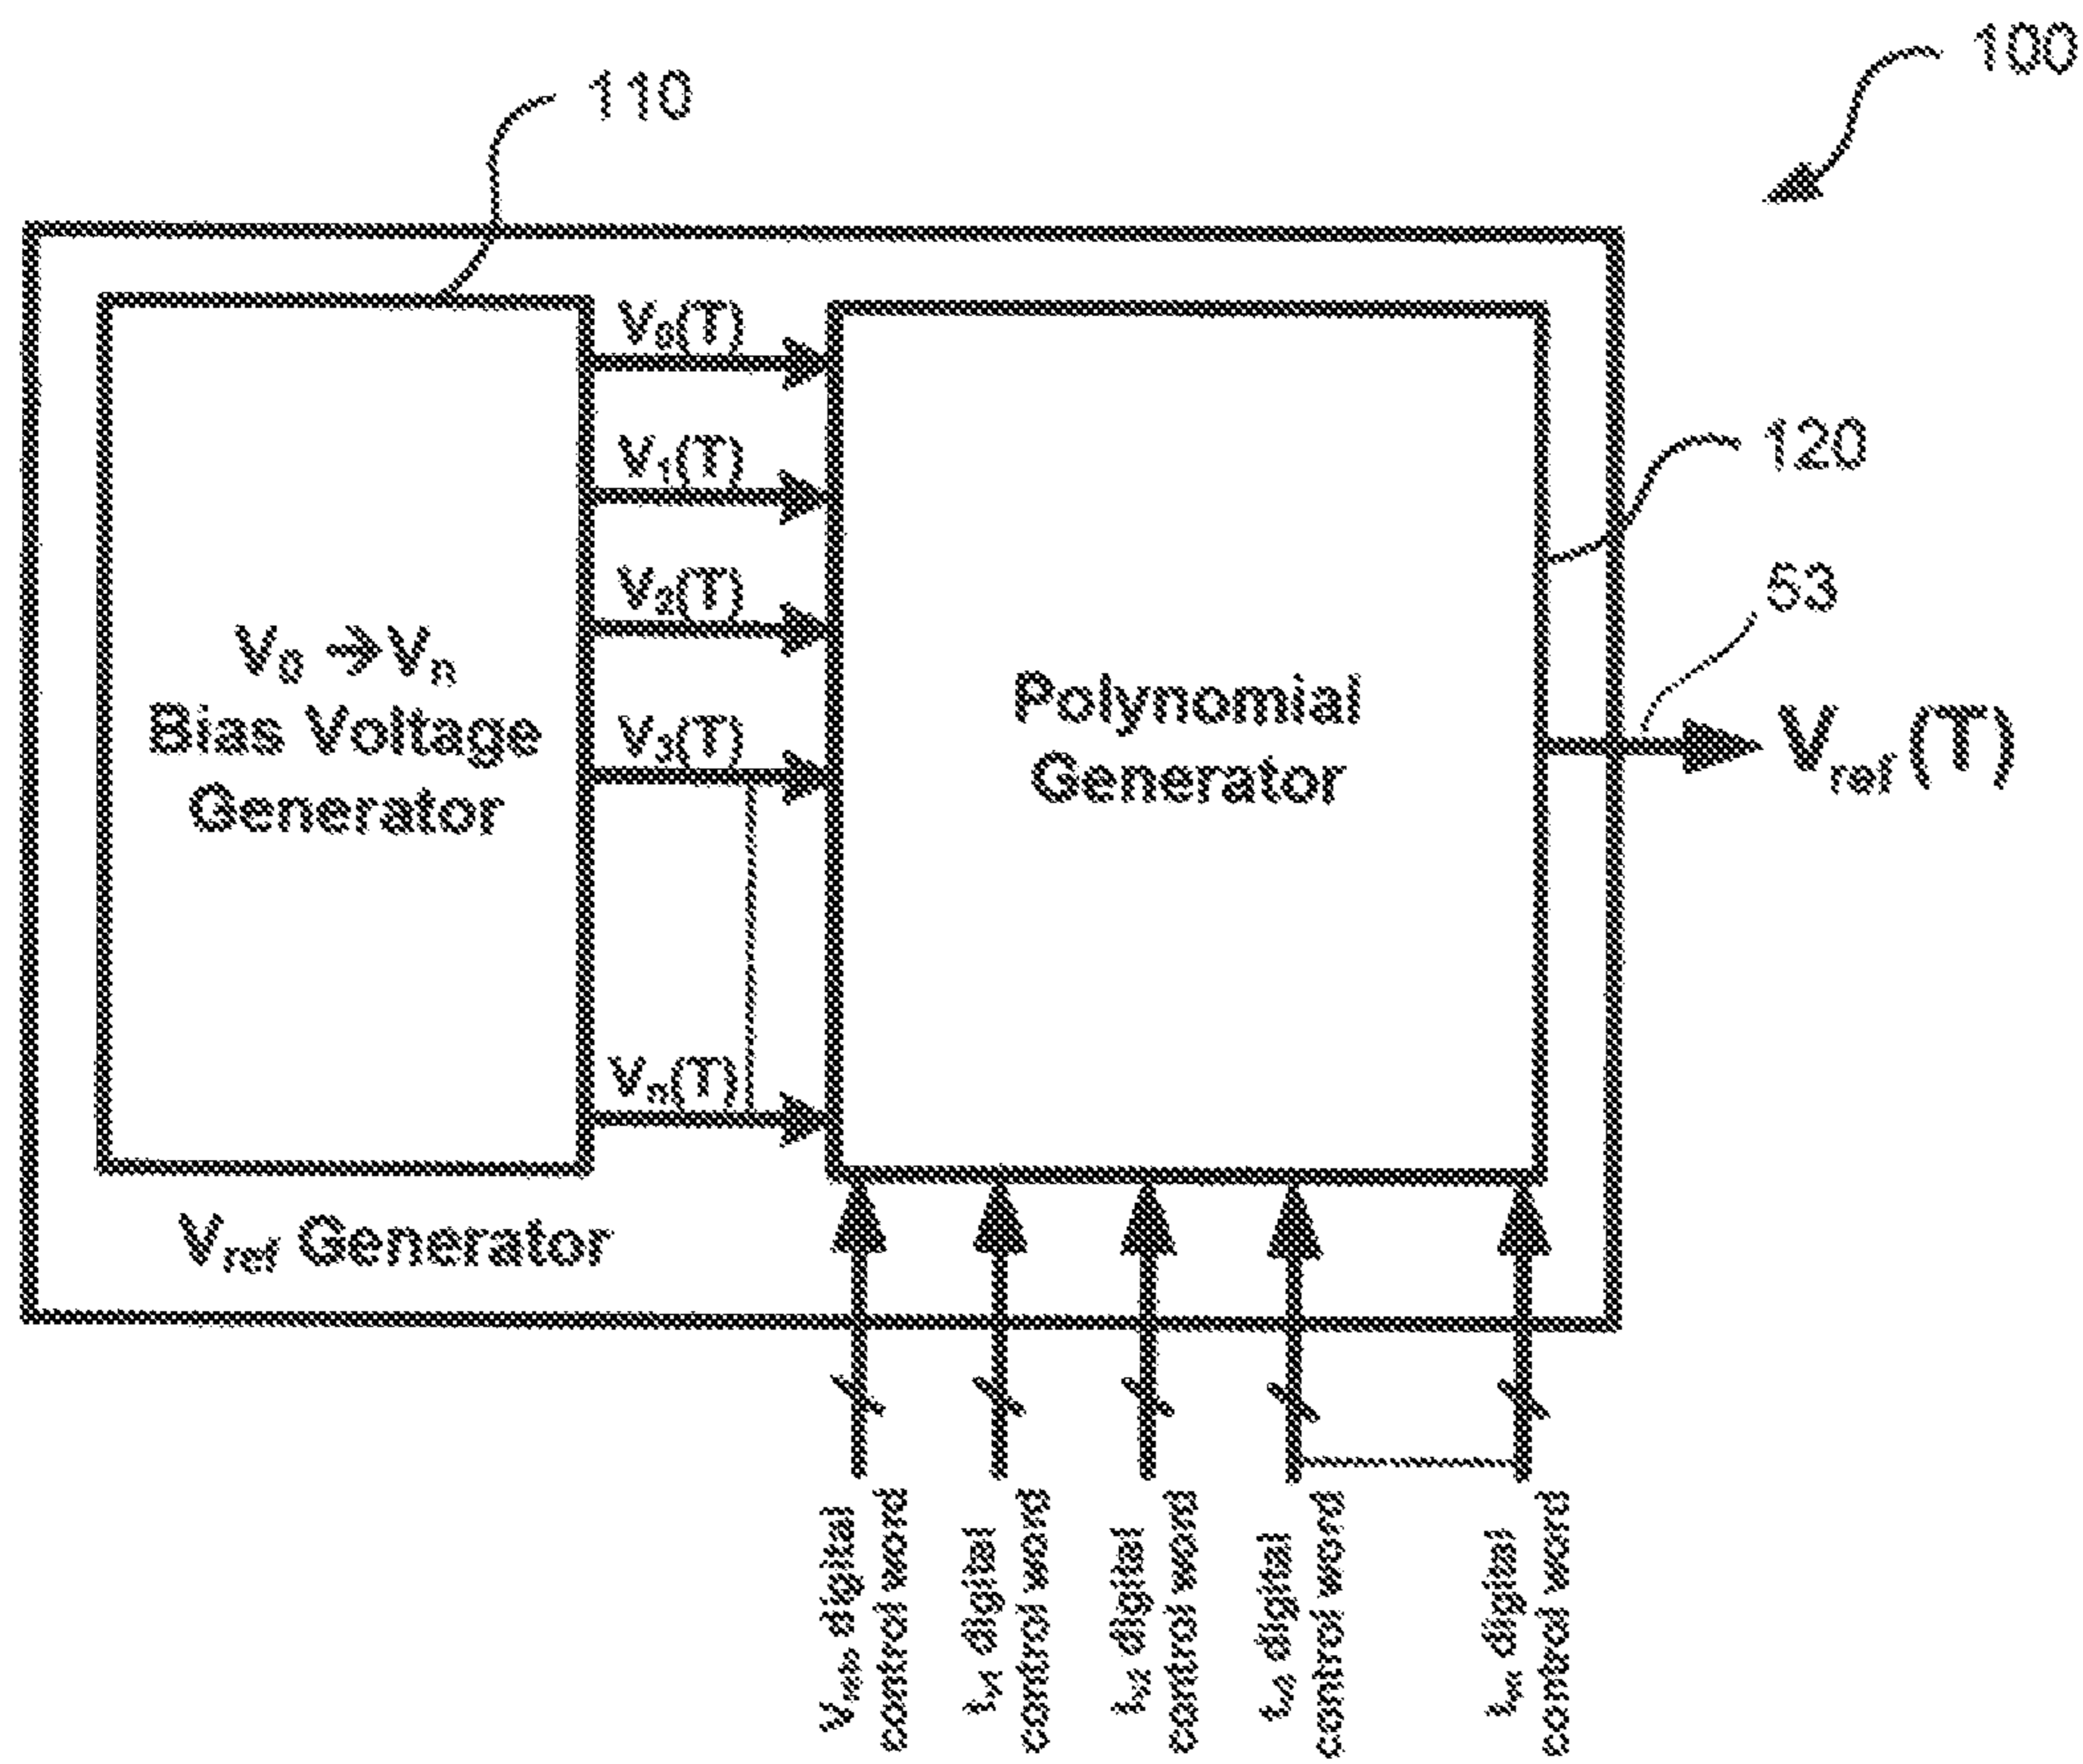 100
110
V₀(T)
V₁(T)
120
V₂(T)
53
V₀ → Vₙ
Bias Voltage
Generator
V₃(T)
Polynomial
Generator
Vref (T)
Vₙ(T)
Vref Generator
digital
control word
digital
control word
digital
control word
digital
control word
digital
control word